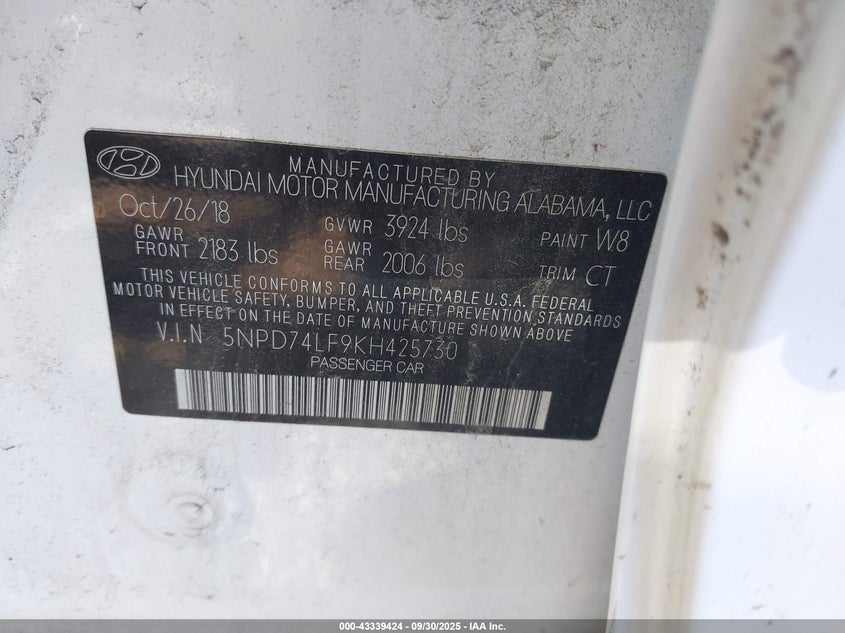 MANUFACTURED BY
HYUNDAI MOTOR MANUFACTURING ALABAMA, LLC
Oct/26/18 GVWR 3924 lbs PAINT W8
GAWR FRONT 2183 lbs GAWR REAR 2006 lbs TRIM CT
THIS VEHICLE CONFORMS TO ALL APPLICABLE U.S.A. FEDERAL
MOTOR VEHICLE SAFETY, BUMPER, AND THEFT PREVENTION STANDARDS
IN EFFECT ON THE DATE OF MANUFACTURE SHOWN ABOVE
V.I.N 5NPD74LF9KH425730
PASSENGER CAR
000-43339424 - 09/30/2025 - IAA Inc.